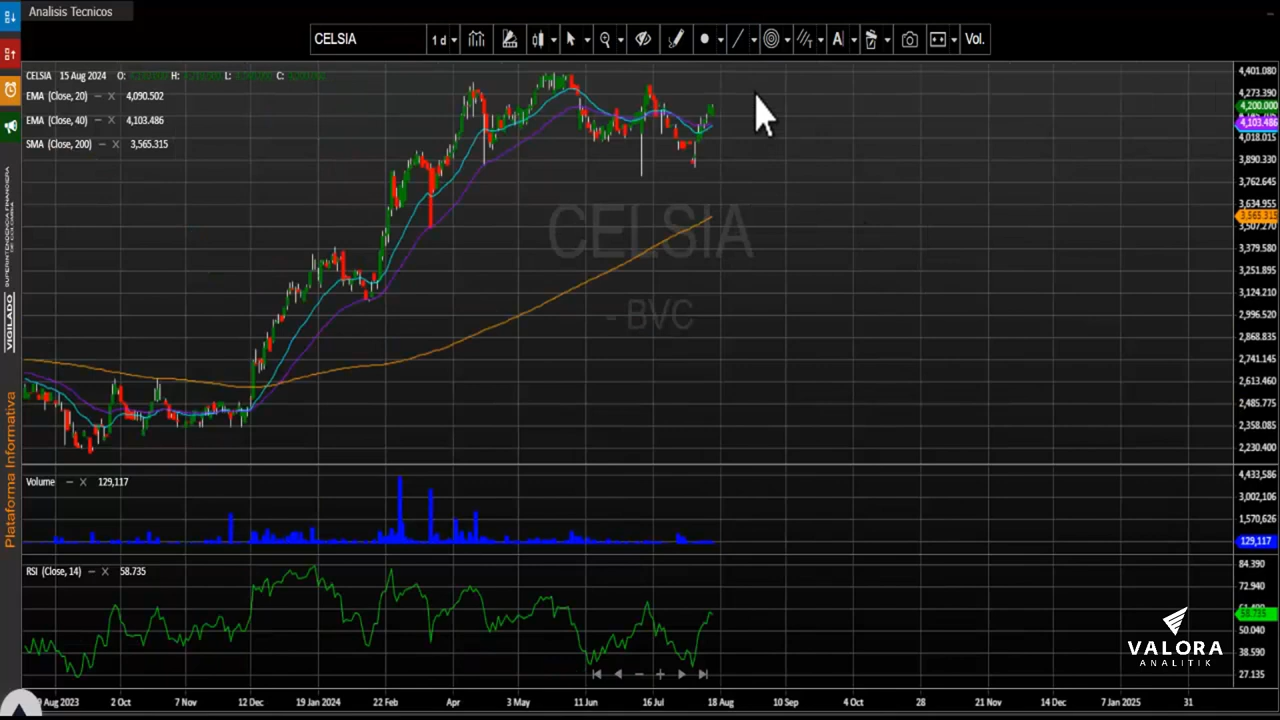 Analisis Tecnicos
CELSIA 1 d A T Vol.
CELSIA 15 Aug 2024 O: H: L: C:
EMA (Close, 20) 4,090.502
EMA (Close, 40) 4,103.486
SMA (Close, 200) 3,565.315
CELSIA
- BVC
4,401.080
4,273.390
4,200.000
4,103.486
4,018.015
3,890.330
3,762.645
3,634.955
3,565.315
3,507.270
3,379.580
3,251.895
3,124.210
2,996.520
2,868.835
2,741.145
2,613.460
2,485.775
2,358.085
2,230.400
Volume 129,117
4,433,586
3,002,106
1,570,626
129,117
RSI (Close, 14) 58.735
84.390
72.940
58.735
50.040
38.590
27.135
Aug 2023 2 Oct 7 Nov 12 Dec 19 Jan 2024 22 Feb Apr 3 May 11 Jun 16 Jul 18 Aug 10 Sep 4 Oct 28 21 Nov 14 Dec 7 Jan 2025 31
VIGILADO SUPERINTENDENCIA FINANCIERA DE COLOMBIA
Plataforma Informativa
VALORA
ANALITIK